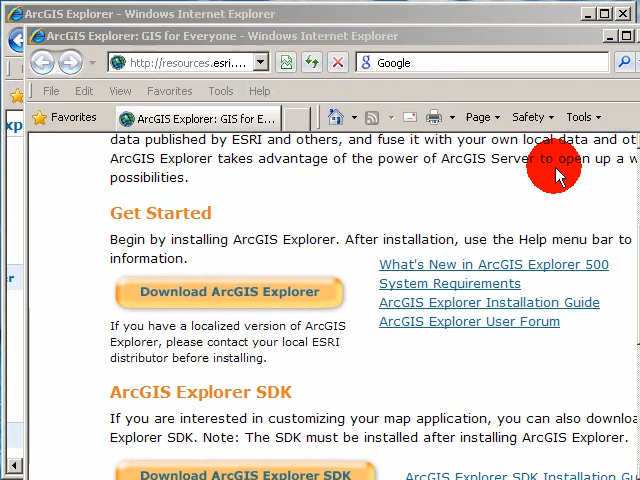 ArcGIS Explorer - Windows Internet Explorer
ArcGIS Explorer: GIS for Everyone - Windows Internet Explorer
http://resources.esri....
Google
File Edit View Favorites Tools Help
Favorites
ArcGIS Explorer: GIS for E...
Page
Safety
Tools
data published by ESRI and others, and fuse it with your own local data and
ArcGIS Explorer takes advantage of the power of ArcGIS Server to open up a
possibilities.
Get Started
Begin by installing ArcGIS Explorer. After installation, use the Help menu bar to
information.
Download ArcGIS Explorer
What's New in ArcGIS Explorer 500
System Requirements
ArcGIS Explorer Installation Guide
ArcGIS Explorer User Forum
If you have a localized version of ArcGIS
Explorer, please contact your local ESRI
distributor before installing.
ArcGIS Explorer SDK
If you are interested in customizing your map application, you can also
Explorer SDK. Note: The SDK must be installed after installing ArcGIS Explorer.
Download ArcGIS Explorer SDK
ArcGIS Explorer SDK Installation